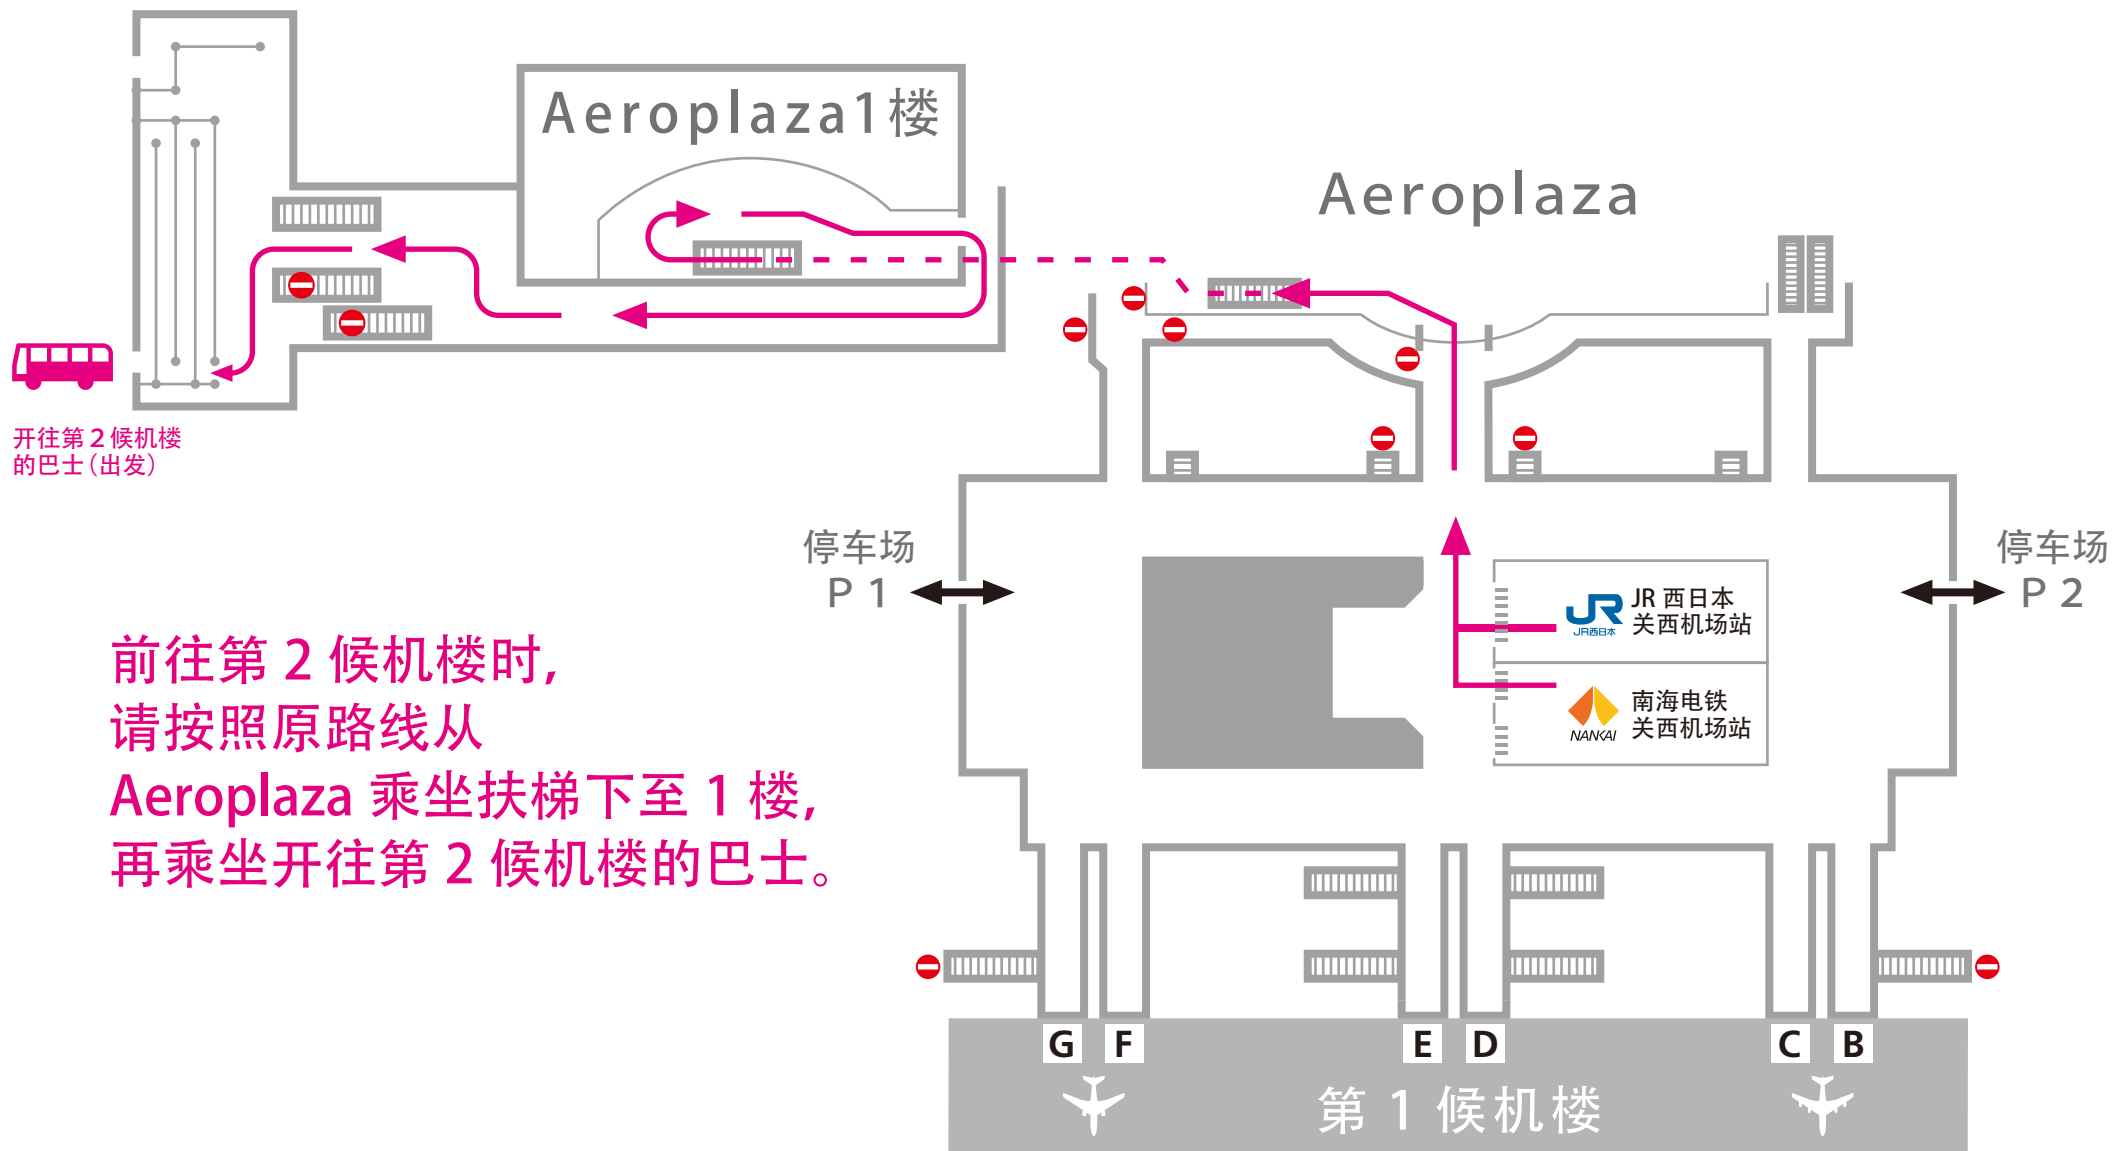 Aeroplaza1楼
Aeroplaza
开往第2候机楼
的巴士(出发)
停车场
P 1
停车场
P 2
JR
JR西日本
JR 西日本
关西机场站
NANKAI
南海电铁
关西机场站
前往第 2 候机楼时,
请按照原路线从
Aeroplaza 乘坐扶梯下至 1 楼,
再乘坐开往第 2 候机楼的巴士。
G F E D C B
第 1 候机楼